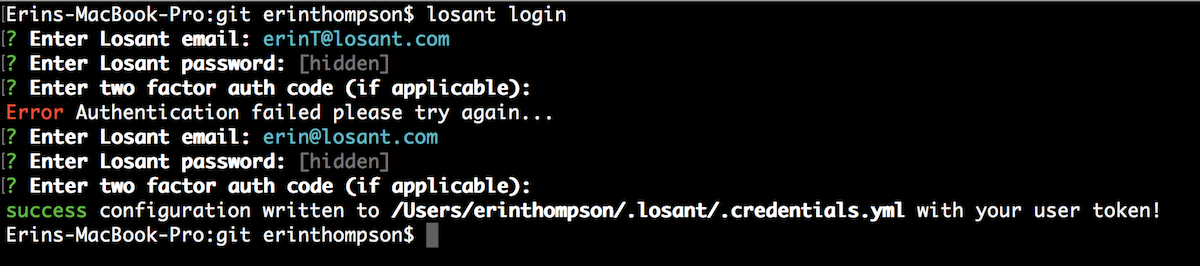 Erins-MacBook-Pro:git erinthompson$ losant login
? Enter Losant email: erinT@losant.com
? Enter Losant password: [hidden]
? Enter two factor auth code (if applicable):
Error Authentication failed please try again...
? Enter Losant email: erin@losant.com
? Enter Losant password: [hidden]
? Enter two factor auth code (if applicable):
success configuration written to /Users/erinthompson/.losant/.credentials.yml with your user token!
Erins-MacBook-Pro:git erinthompson$